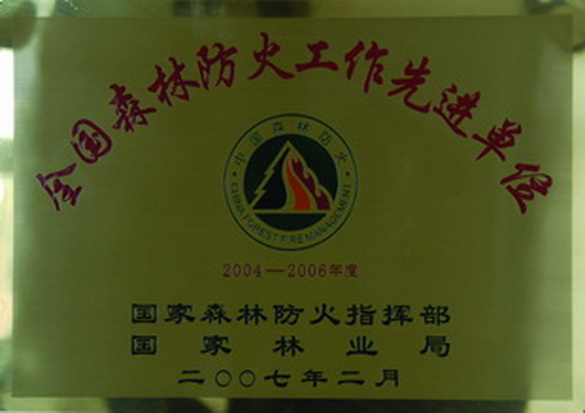 全国森林防火工作先进单位
中国森林防火
CHINA FOREST FIRE MANAGEMENT
2004—2006年度
国家森林防火指挥部
国家林业局
二〇〇七年二月